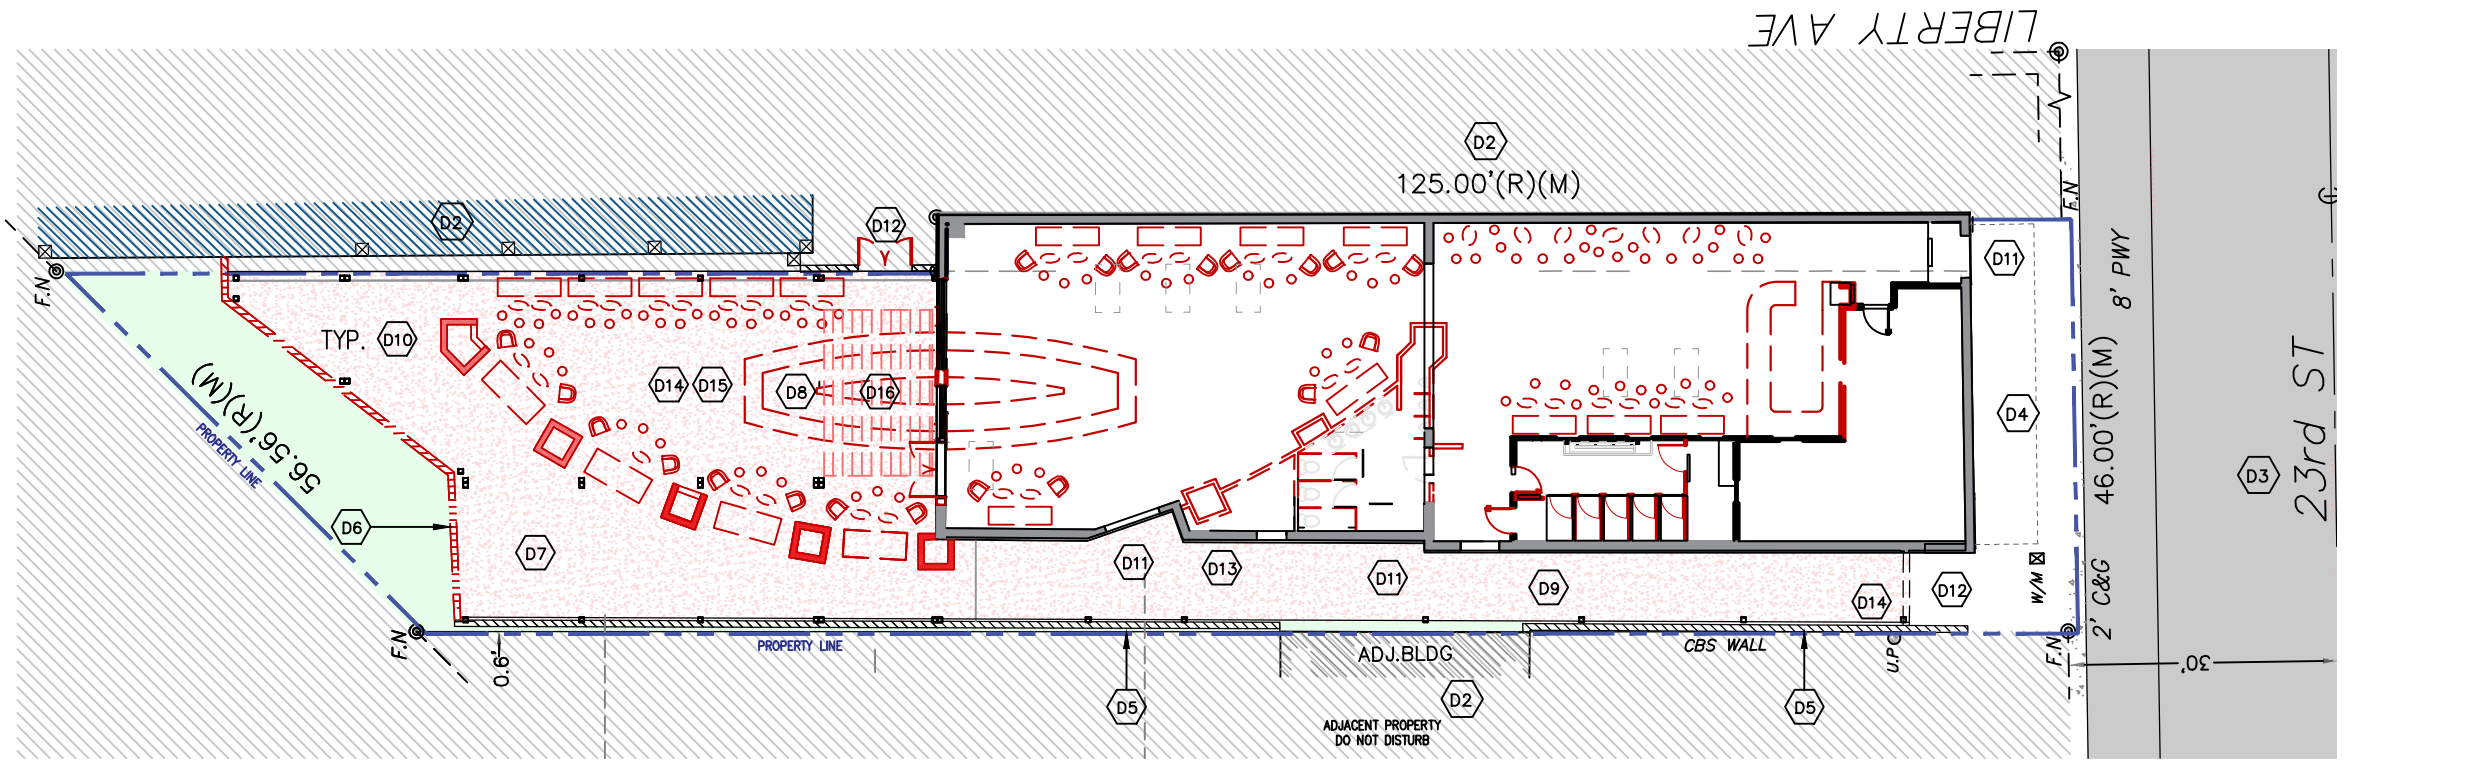 LIBERTY AVE
D2
125.00'(R)(M)
D2
D12
F.N
F.N
D11
8' PWY
TYP. D10
D14 D15 D8 D16
56.56'(R)(M)
PROPERTY LINE
46.00'(R)(M)
D4
23rd ST
D3
D6
D7
D11
D13
D11
D9
D14
D12
W/M
2' C&G
F.N
0.6'
PROPERTY LINE
ADJ.BLDG
CBS WALL
U.P
F.N
30'
D5
D2
D5
ADJACENT PROPERTY
DO NOT DISTURB